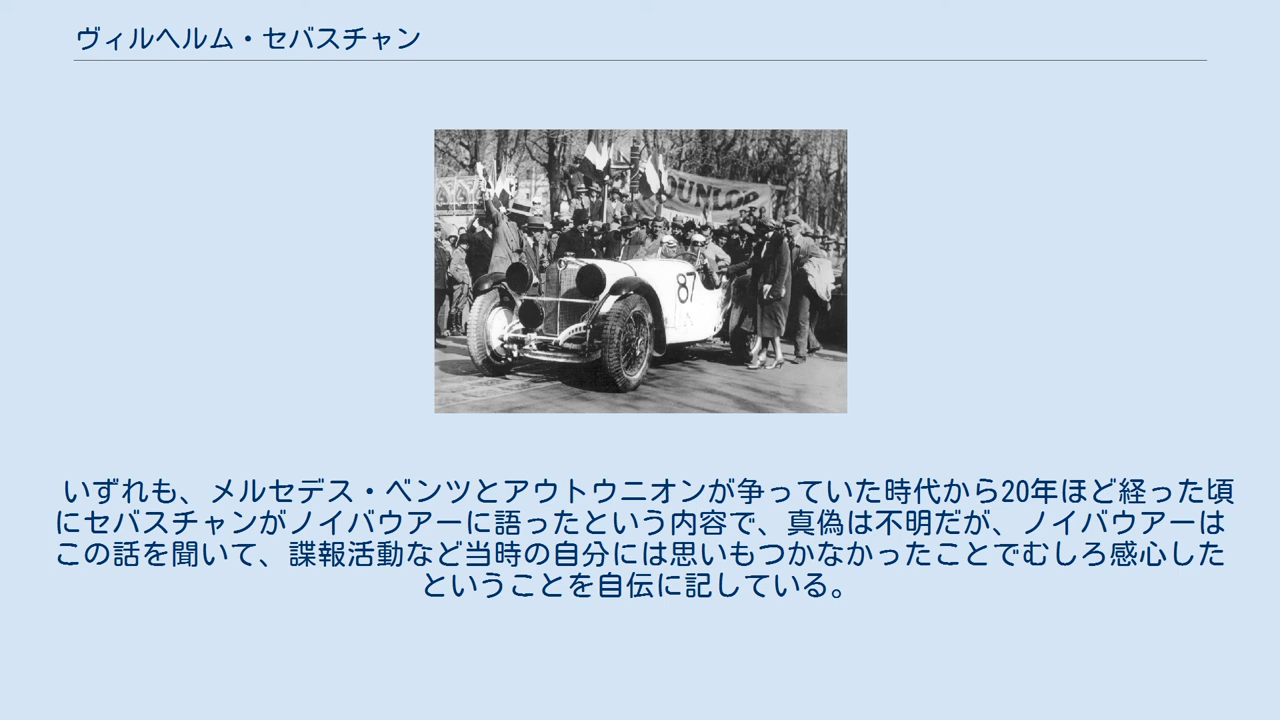 ヴィルヘルム・セバスチャン
DUNLOP
87
いずれも、メルセデス・ベンツとアウトウニオンが争っていた時代から20年ほど経った頃
にセバスチャンがノイバウアーに語ったという内容で、真偽は不明だが、ノイバウアーは
この話を聞いて、諜報活動など当時の自分には思いもつかなかったことでむしろ感心した
ということを自伝に記している。